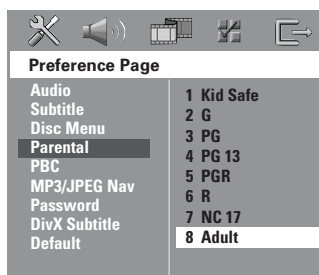 Preference Page
Audio
Subtitle
Disc Menu
Parental
PBC
MP3/JPEG Nav
Password
DivX Subtitle
Default
1 Kid Safe
2 G
3 PG
4 PG 13
5 PGR
6 R
7 NC 17
8 Adult